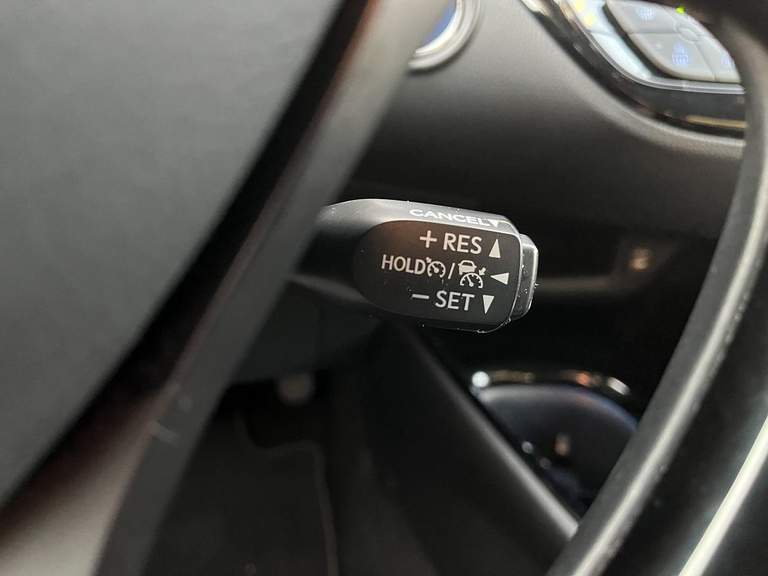 CANCEL
+ RES
HOLD /
– SET